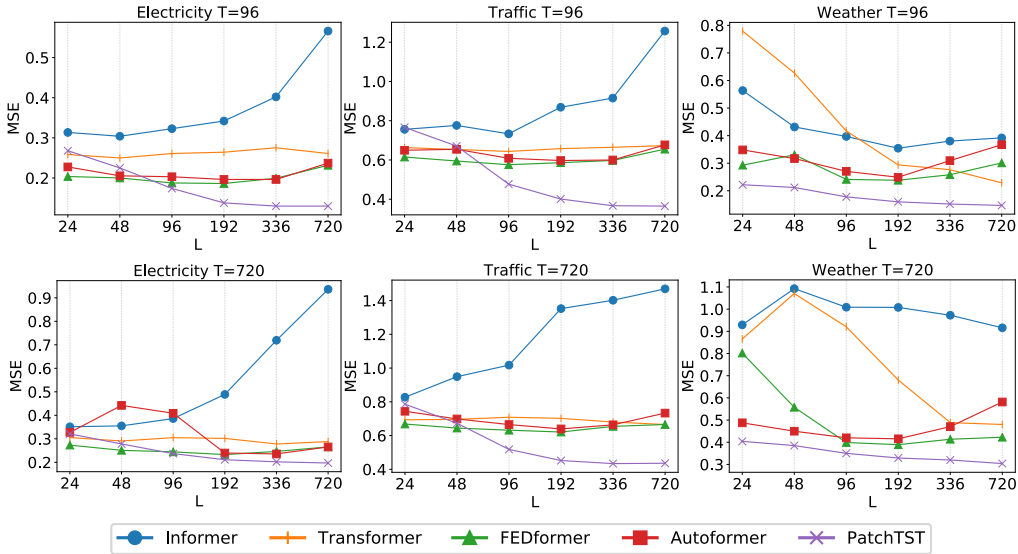 Electricity T=96
MSE
0.5
0.4
0.3
0.2
24 48 96 192 336 720
L
Traffic T=96
MSE
1.2
1.0
0.8
0.6
0.4
24 48 96 192 336 720
L
Weather T=96
MSE
0.8
0.7
0.6
0.5
0.4
0.3
0.2
24 48 96 192 336 720
L
Electricity T=720
MSE
0.9
0.8
0.7
0.6
0.5
0.4
0.3
0.2
24 48 96 192 336 720
L
Traffic T=720
MSE
1.4
1.2
1.0
0.8
0.6
0.4
24 48 96 192 336 720
L
Weather T=720
MSE
1.1
1.0
0.9
0.8
0.7
0.6
0.5
0.4
0.3
24 48 96 192 336 720
L
Informer Transformer FEDformer Autoformer PatchTST